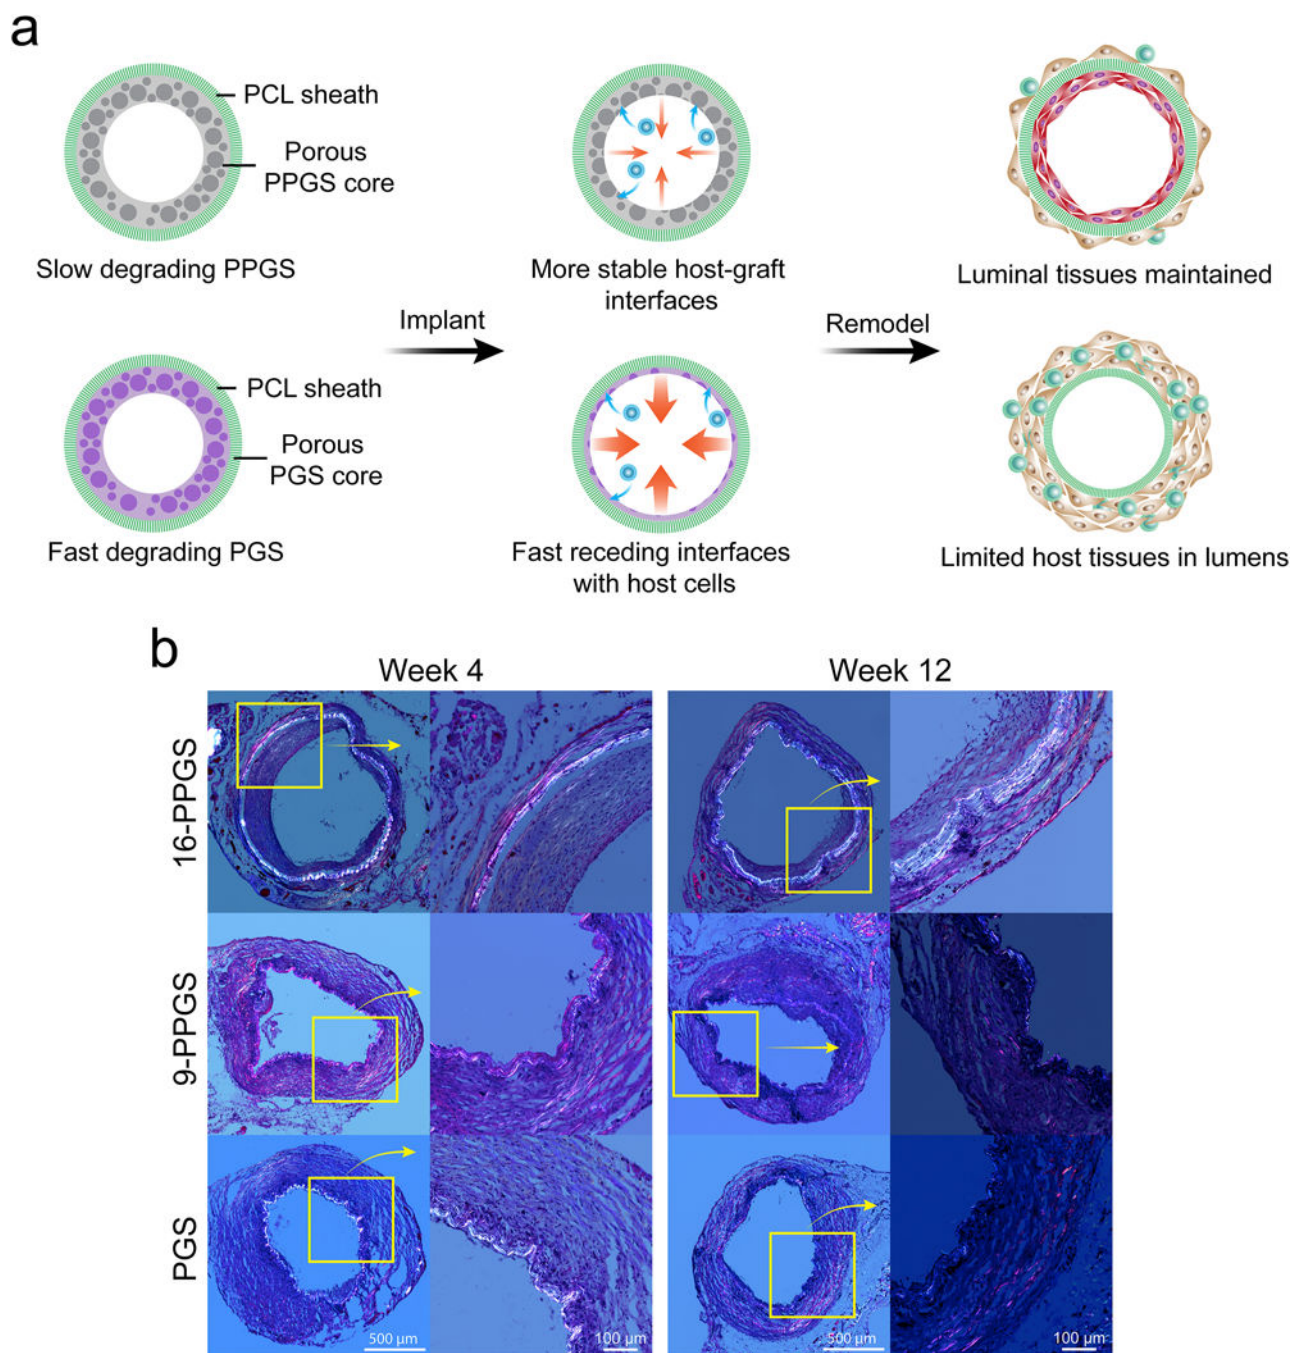 a
PCL sheath
Porous
PPGS core
Slow degrading PPGS
More stable host-graft
interfaces
Luminal tissues maintained
Implant
Remodel
PCL sheath
Porous
PGS core
Fast degrading PGS
Fast receding interfaces
with host cells
Limited host tissues in lumens
b
Week 4
Week 12
16-PPGS
9-PPGS
PGS
500 μm
100 μm
500 μm
100 μm